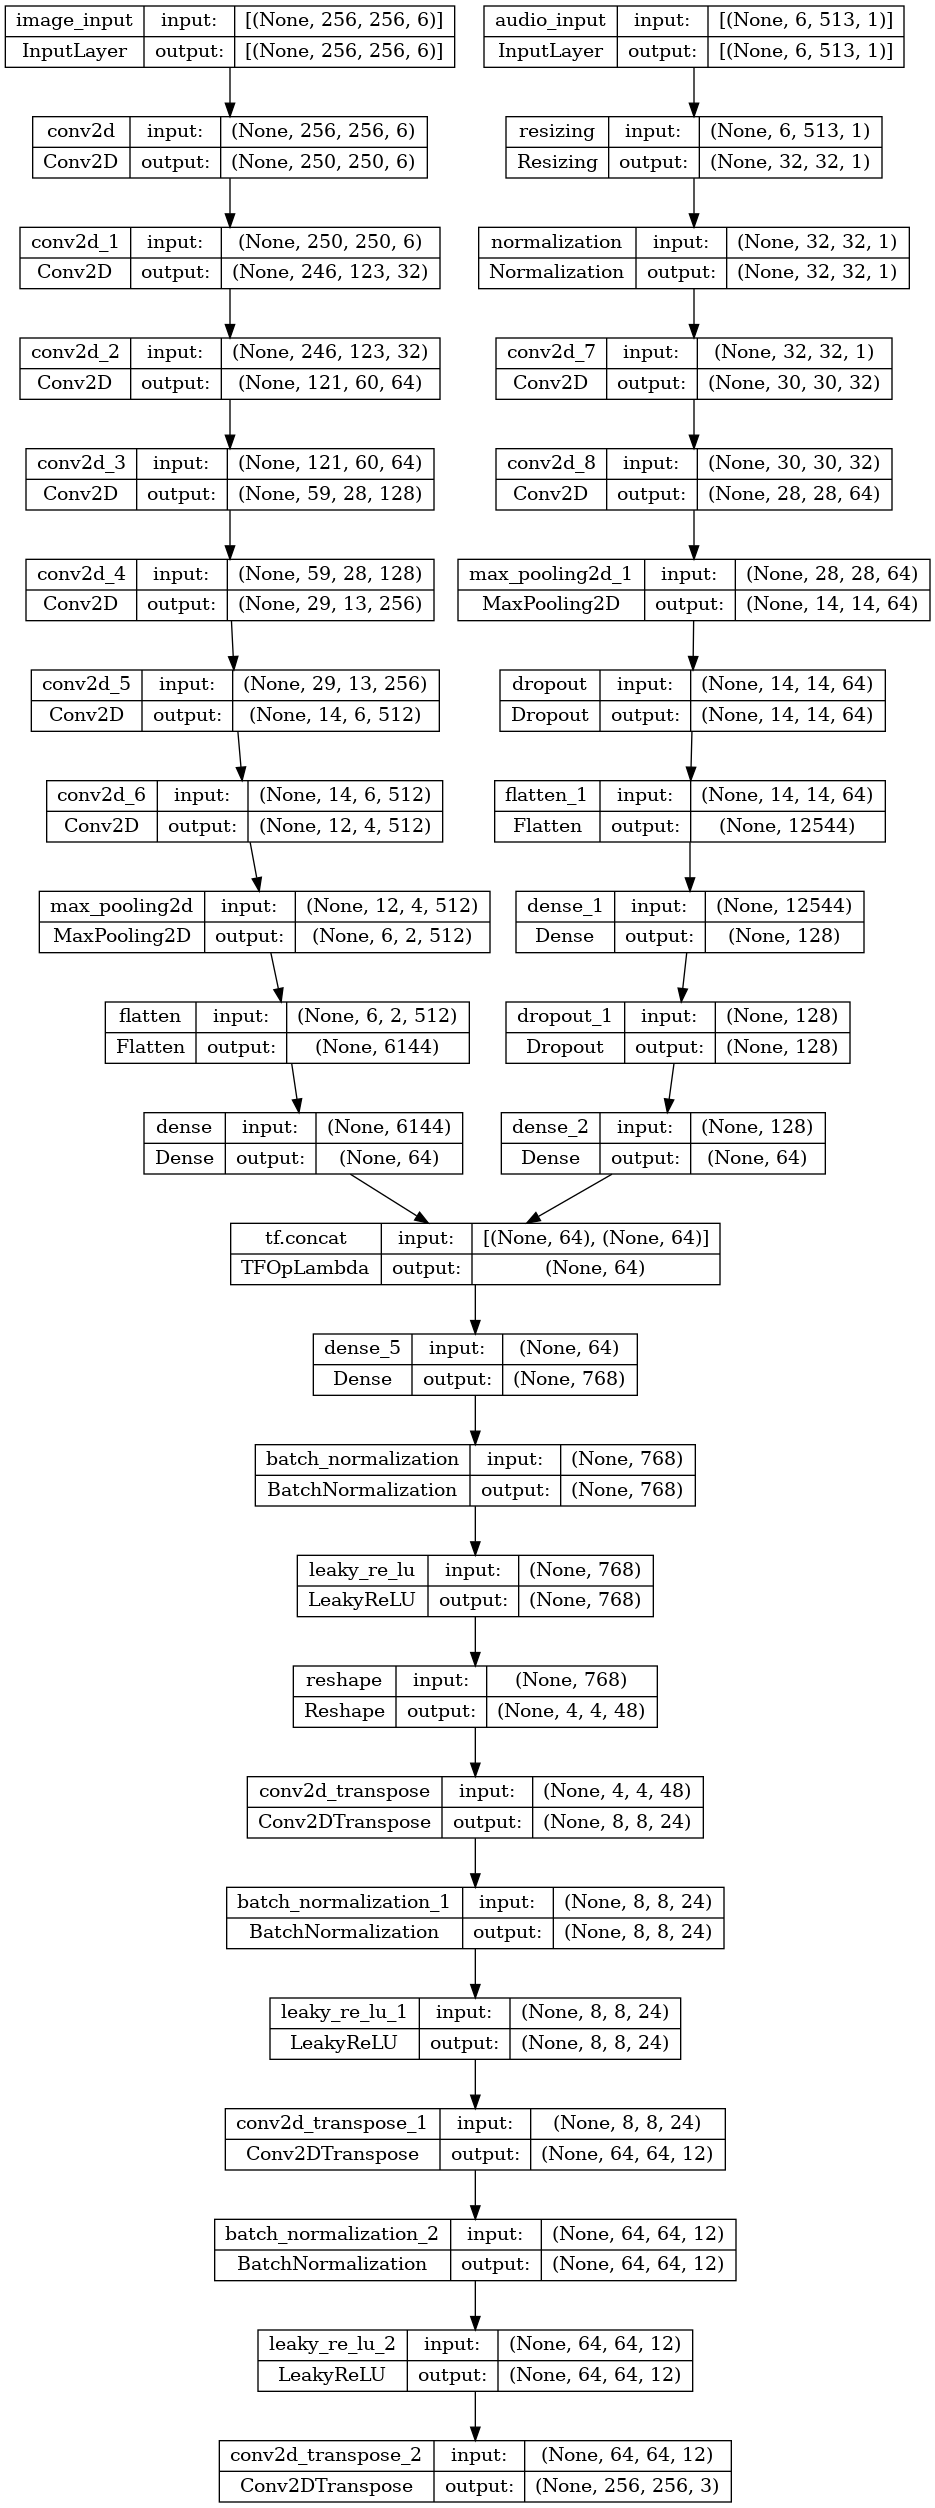 image_input input: [(None, 256, 256, 6)]
InputLayer output: [(None, 256, 256, 6)]
audio_input input: [(None, 6, 513, 1)]
InputLayer output: [(None, 6, 513, 1)]
conv2d input: (None, 256, 256, 6)
Conv2D output: (None, 250, 250, 6)
resizing input: (None, 6, 513, 1)
Resizing output: (None, 32, 32, 1)
conv2d_1 input: (None, 250, 250, 6)
Conv2D output: (None, 246, 123, 32)
normalization input: (None, 32, 32, 1)
Normalization output: (None, 32, 32, 1)
conv2d_2 input: (None, 246, 123, 32)
Conv2D output: (None, 121, 60, 64)
conv2d_7 input: (None, 32, 32, 1)
Conv2D output: (None, 30, 30, 32)
conv2d_3 input: (None, 121, 60, 64)
Conv2D output: (None, 59, 28, 128)
conv2d_8 input: (None, 30, 30, 32)
Conv2D output: (None, 28, 28, 64)
conv2d_4 input: (None, 59, 28, 128)
Conv2D output: (None, 29, 13, 256)
max_pooling2d_1 input: (None, 28, 28, 64)
MaxPooling2D output: (None, 14, 14, 64)
conv2d_5 input: (None, 29, 13, 256)
Conv2D output: (None, 14, 6, 512)
dropout input: (None, 14, 14, 64)
Dropout output: (None, 14, 14, 64)
conv2d_6 input: (None, 14, 6, 512)
Conv2D output: (None, 12, 4, 512)
flatten_1 input: (None, 14, 14, 64)
Flatten output: (None, 12544)
max_pooling2d input: (None, 12, 4, 512)
MaxPooling2D output: (None, 6, 2, 512)
dense_1 input: (None, 12544)
Dense output: (None, 128)
flatten input: (None, 6, 2, 512)
Flatten output: (None, 6144)
dropout_1 input: (None, 128)
Dropout output: (None, 128)
dense input: (None, 6144)
Dense output: (None, 64)
dense_2 input: (None, 128)
Dense output: (None, 64)
tf.concat input: [(None, 64), (None, 64)]
TFOpLambda output: (None, 64)
dense_5 input: (None, 64)
Dense output: (None, 768)
batch_normalization input: (None, 768)
BatchNormalization output: (None, 768)
leaky_re_lu input: (None, 768)
LeakyReLU output: (None, 768)
reshape input: (None, 768)
Reshape output: (None, 4, 4, 48)
conv2d_transpose input: (None, 4, 4, 48)
Conv2DTranspose output: (None, 8, 8, 24)
batch_normalization_1 input: (None, 8, 8, 24)
BatchNormalization output: (None, 8, 8, 24)
leaky_re_lu_1 input: (None, 8, 8, 24)
LeakyReLU output: (None, 8, 8, 24)
conv2d_transpose_1 input: (None, 8, 8, 24)
Conv2DTranspose output: (None, 64, 64, 12)
batch_normalization_2 input: (None, 64, 64, 12)
BatchNormalization output: (None, 64, 64, 12)
leaky_re_lu_2 input: (None, 64, 64, 12)
LeakyReLU output: (None, 64, 64, 12)
conv2d_transpose_2 input: (None, 64, 64, 12)
Conv2DTranspose output: (None, 256, 256, 3)